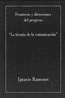 Fronteras y direcciones
del progreso
"La tiranía de la comunicación"
Ignacio Ramonet